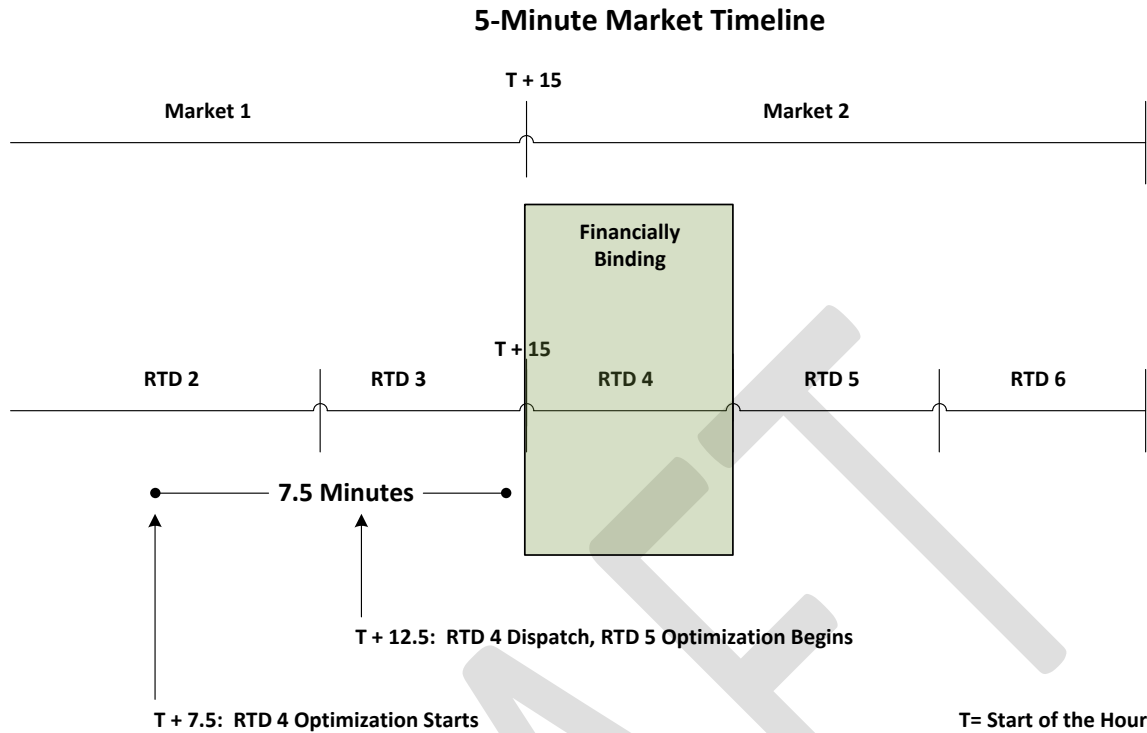 5-Minute Market Timeline
T + 15
Market 1
Market 2
Financially
Binding
T + 15
RTD 2
RTD 3
RTD 4
RTD 5
RTD 6
7.5 Minutes
T + 12.5: RTD 4 Dispatch, RTD 5 Optimization Begins
T + 7.5: RTD 4 Optimization Starts
T= Start of the Hour